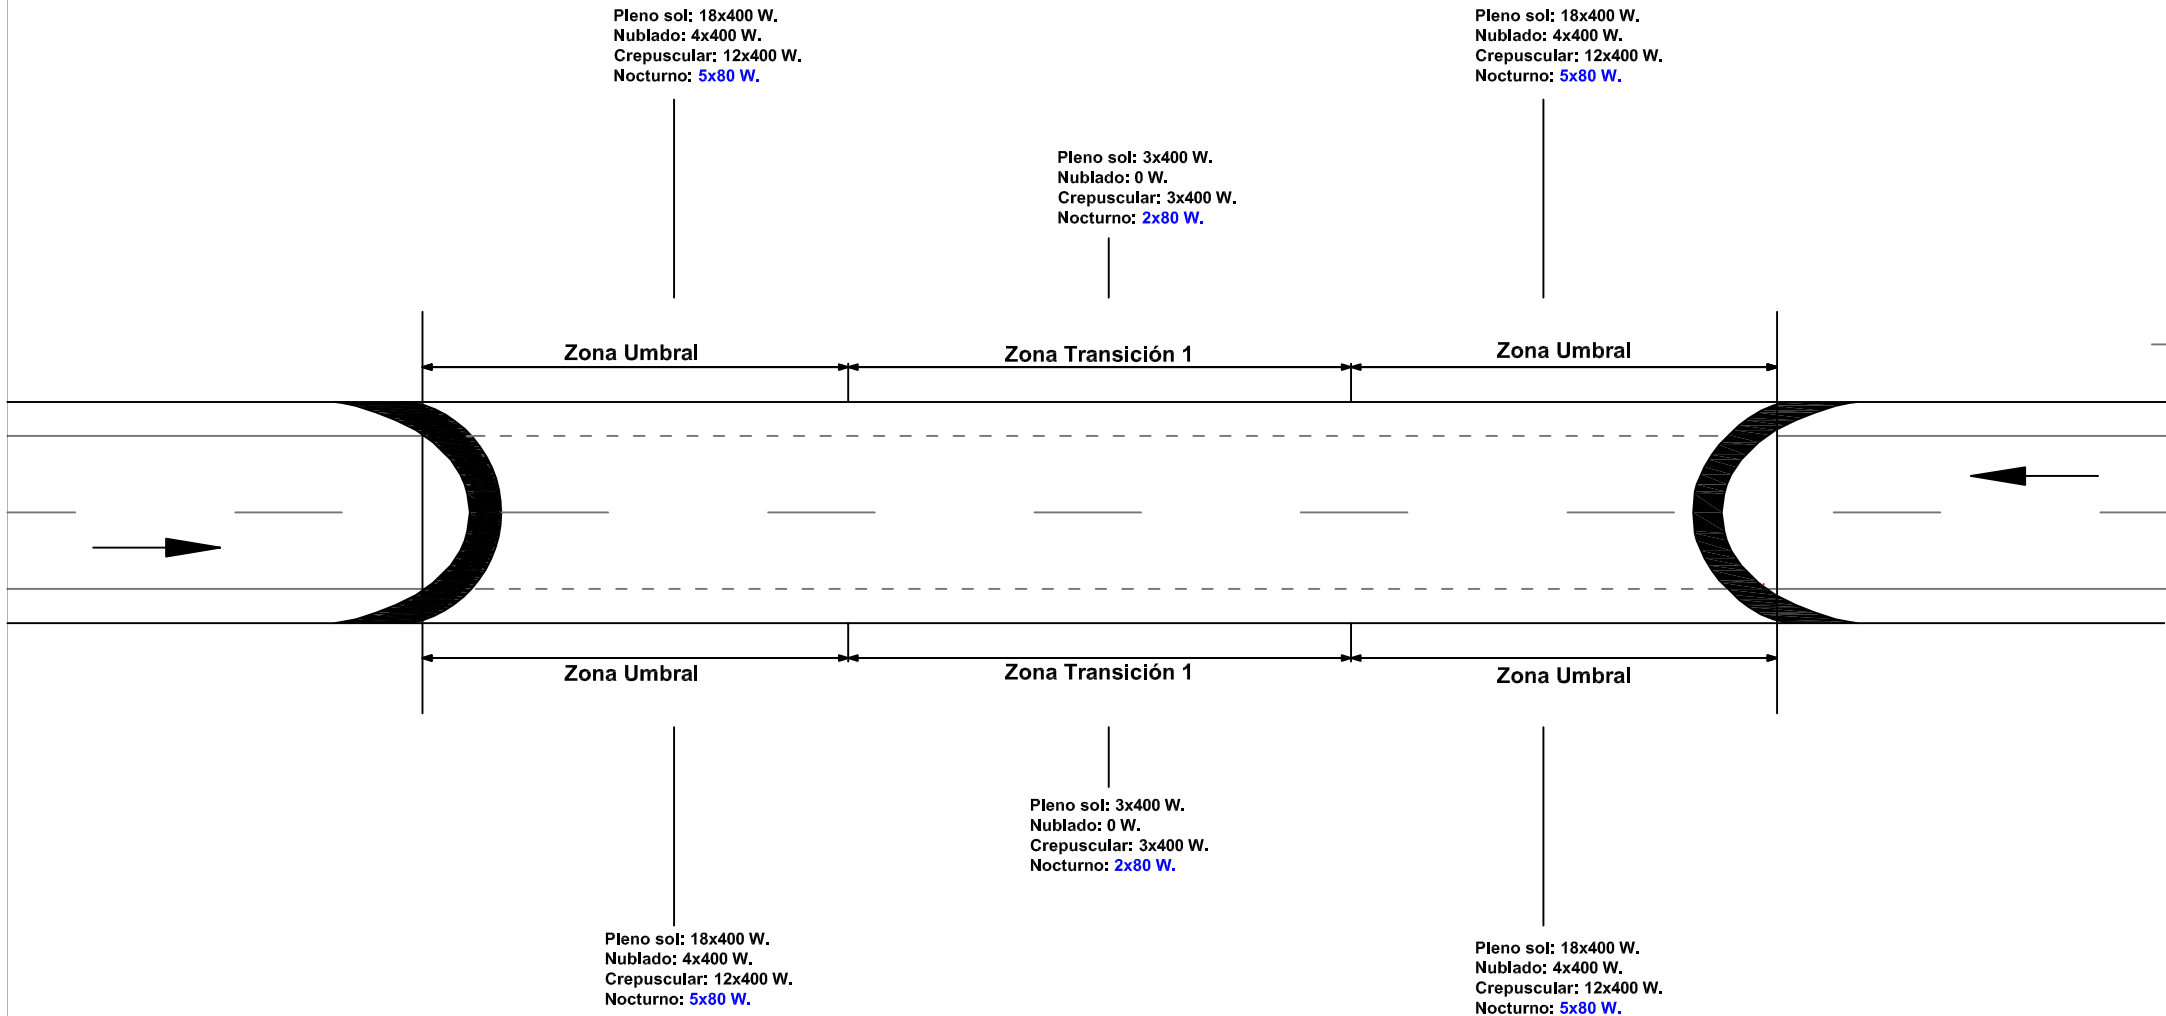 Pleno sol: 18x400 W.
Nublado: 4x400 W.
Crepuscular: 12x400 W.
Nocturno: 5x80 W.
Pleno sol: 18x400 W.
Nublado: 4x400 W.
Crepuscular: 12x400 W.
Nocturno: 5x80 W.
Pleno sol: 3x400 W.
Nublado: 0 W.
Crepuscular: 3x400 W.
Nocturno: 2x80 W.
Zona Umbral
Zona Transición 1
Zona Umbral
Zona Umbral
Zona Transición 1
Zona Umbral
Pleno sol: 3x400 W.
Nublado: 0 W.
Crepuscular: 3x400 W.
Nocturno: 2x80 W.
Pleno sol: 18x400 W.
Nublado: 4x400 W.
Crepuscular: 12x400 W.
Nocturno: 5x80 W.
Pleno sol: 18x400 W.
Nublado: 4x400 W.
Crepuscular: 12x400 W.
Nocturno: 5x80 W.